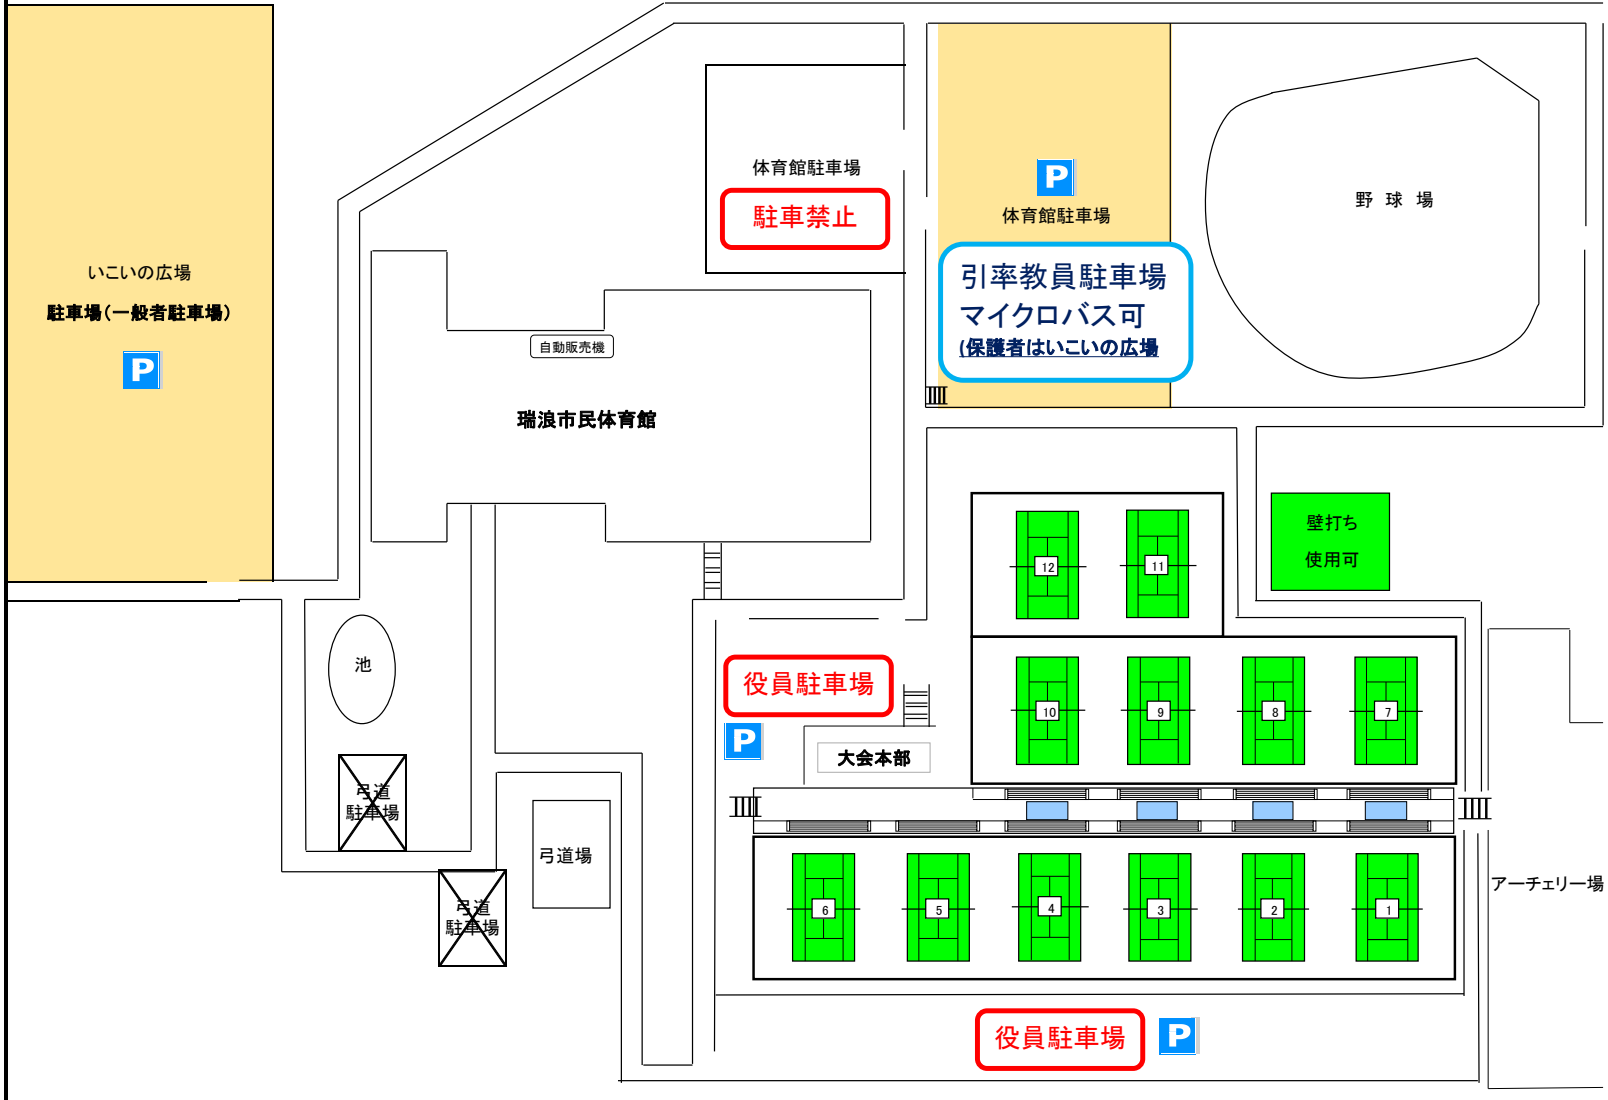 体育館駐車場
駐車禁止
P
体育館駐車場
引率教員駐車場
マイクロバス可
(保護者はいこいの広場
野 球 場
いこいの広場
駐車場(一般者駐車場)
P
自動販売機
瑞浪市民体育館
壁打ち
使用可
12
11
池
役員駐車場
P
大会本部
10
9
8
7
弓道
駐車場
弓道場
弓道
駐車場
アーチェリー場
6
5
4
3
2
1
役員駐車場
P